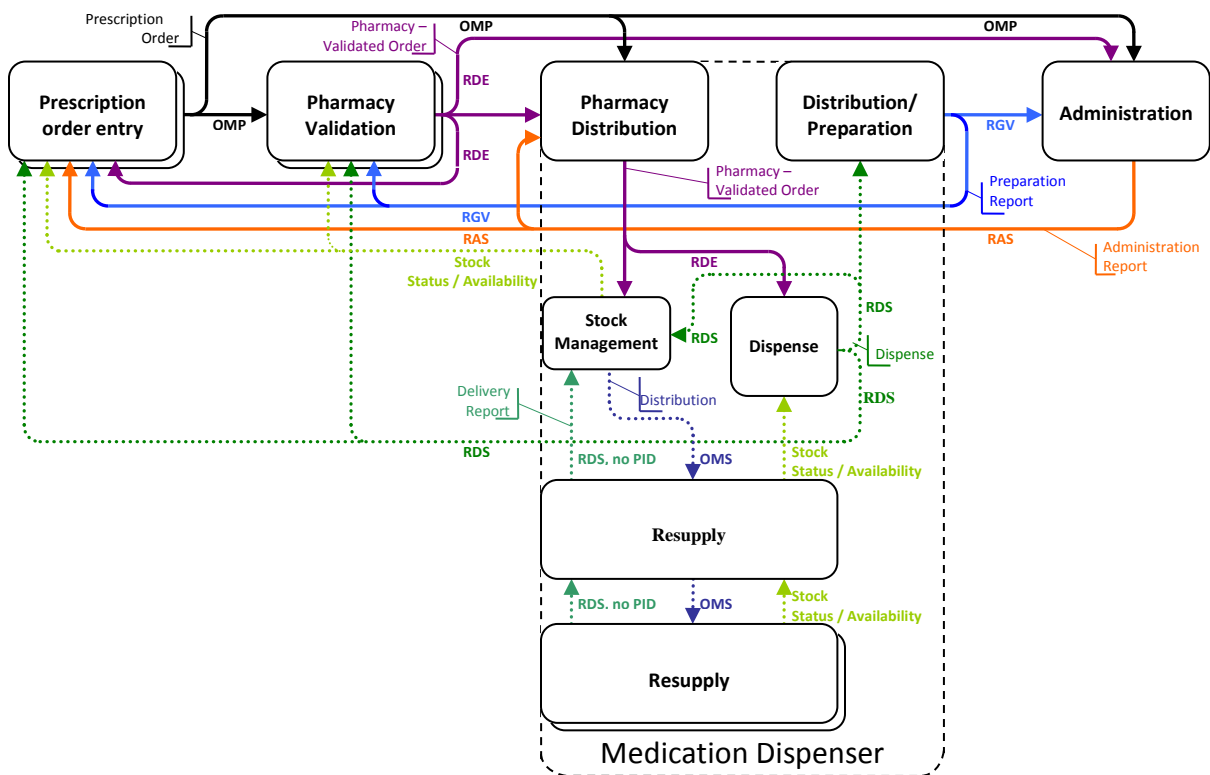 Prescription
Order
Pharmacy –
Validated Order
OMP
OMP
RDE
Prescription
order entry
OMP
Pharmacy
Validation
RDE
Pharmacy
Distribution
Distribution/
Preparation
RGV
Administration
Pharmacy –
Validated Order
Preparation
Report
RGV
RAS
RAS
Administration
Report
Stock
Status / Availability
RDE
RDS
Stock
Management
RDS
Dispense
Dispense
Delivery
Report
Distribution
RDS
RDS
RDS, no PID
OMS
Stock
Status / Availability
Resupply
RDS. no PID
OMS
Stock
Status / Availability
Resupply
Medication Dispenser